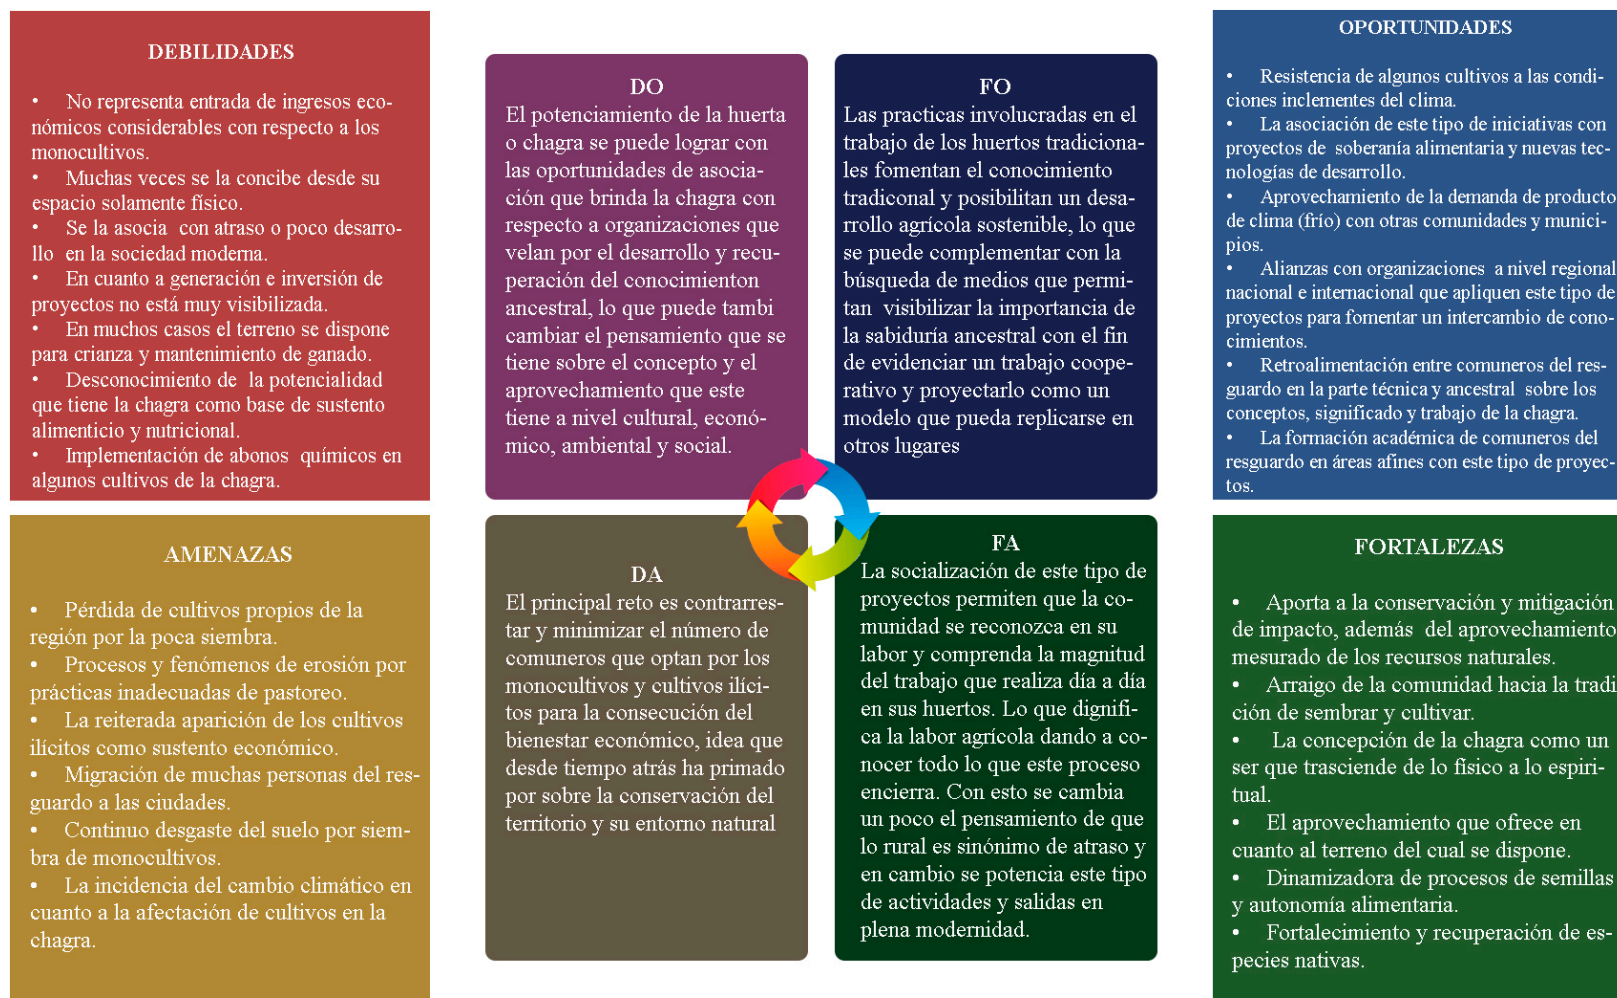 DEBILIDADES
• No representa entrada de ingresos eco-
nómicos considerables con respecto a los
monocultivos.
• Muchas veces se la concibe desde su
espacio solamente físico.
• Se la asocia con atraso o poco desarro-
llo en la sociedad moderna.
• En cuanto a generación e inversión de
proyectos no está muy visibilizada.
• En muchos casos el terreno se dispone
para crianza y mantenimiento de ganado.
• Desconocimiento de la potencialidad
que tiene la chagra como base de sustento
alimenticio y nutricional.
• Implementación de abonos químicos en
algunos cultivos de la chagra.
AMENAZAS
• Pérdida de cultivos propios de la
región por la poca siembra.
• Procesos y fenómenos de erosión por
prácticas inadecuadas de pastoreo.
• La reiterada aparición de los cultivos
ilícitos como sustento económico.
• Migración de muchas personas del res-
guardo a las ciudades.
• Continuo desgaste del suelo por siem-
bra de monocultivos.
• La incidencia del cambio climático en
cuanto a la afectación de cultivos en la
chagra.
DO
El potenciamiento de la huerta
o chagra se puede lograr con
las oportunidades de asocia-
ción que brinda la chagra con
respecto a organizaciones que
velan por el desarrollo y recu-
peración del conocimienton
ancestral, lo que puede tambi
cambiar el pensamiento que se
tiene sobre el concepto y el
aprovechamiento que este
tiene a nivel cultural, econó-
mico, ambiental y social.
FO
Las practicas involucradas en el
trabajo de los huertos tradiciona-
les fomentan el conocimiento
tradiconal y posibilitan un desa-
rrollo agrícola sostenible, lo que
se puede complementar con la
búsqueda de medios que permi-
tan visibilizar la importancia de
la sabiduría ancestral con el fin
de evidenciar un trabajo coope-
rativo y proyectarlo como un
modelo que pueda replicarse en
otros lugares
DA
El principal reto es contrarres-
tar y minimizar el número de
comuneros que optan por los
monocultivos y cultivos ilíci-
tos para la consecución del
bienestar económico, idea que
desde tiempo atrás ha primado
por sobre la conservación del
territorio y su entorno natural
FA
La socialización de este tipo de
proyectos permiten que la co-
munidad se reconozca en su
labor y comprenda la magnitud
del trabajo que realiza día a día
en sus huertos. Lo que dignifi-
ca la labor agrícola dando a co-
nocer todo lo que este proceso
encierra. Con esto se cambia
un poco el pensamiento de que
lo rural es sinónimo de atraso y
en cambio se potencia este tipo
de actividades y salidas en
plena modernidad.
OPORTUNIDADES
• Resistencia de algunos cultivos a las condi-
ciones inclementes del clima.
• La asociación de este tipo de iniciativas con
proyectos de soberanía alimentaria y nuevas tec-
nologías de desarrollo.
• Aprovechamiento de la demanda de producto
de clima (frío) con otras comunidades y munici-
pios.
• Alianzas con organizaciones a nivel regional
nacional e internacional que apliquen este tipo de
proyectos para fomentar un intercambio de cono-
cimientos.
• Retroalimentación entre comuneros del res-
guardo en la parte técnica y ancestral sobre los
conceptos, significado y trabajo de la chagra.
• La formación académica de comuneros del
resguardo en áreas afines con este tipo de proyec-
tos.
FORTALEZAS
• Aporta a la conservación y mitigación
de impacto, además del aprovechamiento
mesurado de los recursos naturales.
• Arraigo de la comunidad hacia la tradi
ción de sembrar y cultivar.
• La concepción de la chagra como un
ser que trasciende de lo físico a lo espiri-
tual.
• El aprovechamiento que ofrece en
cuanto al terreno del cual se dispone.
• Dinamizadora de procesos de semillas
y autonomía alimentaria.
• Fortalecimiento y recuperación de es-
pecies nativas.